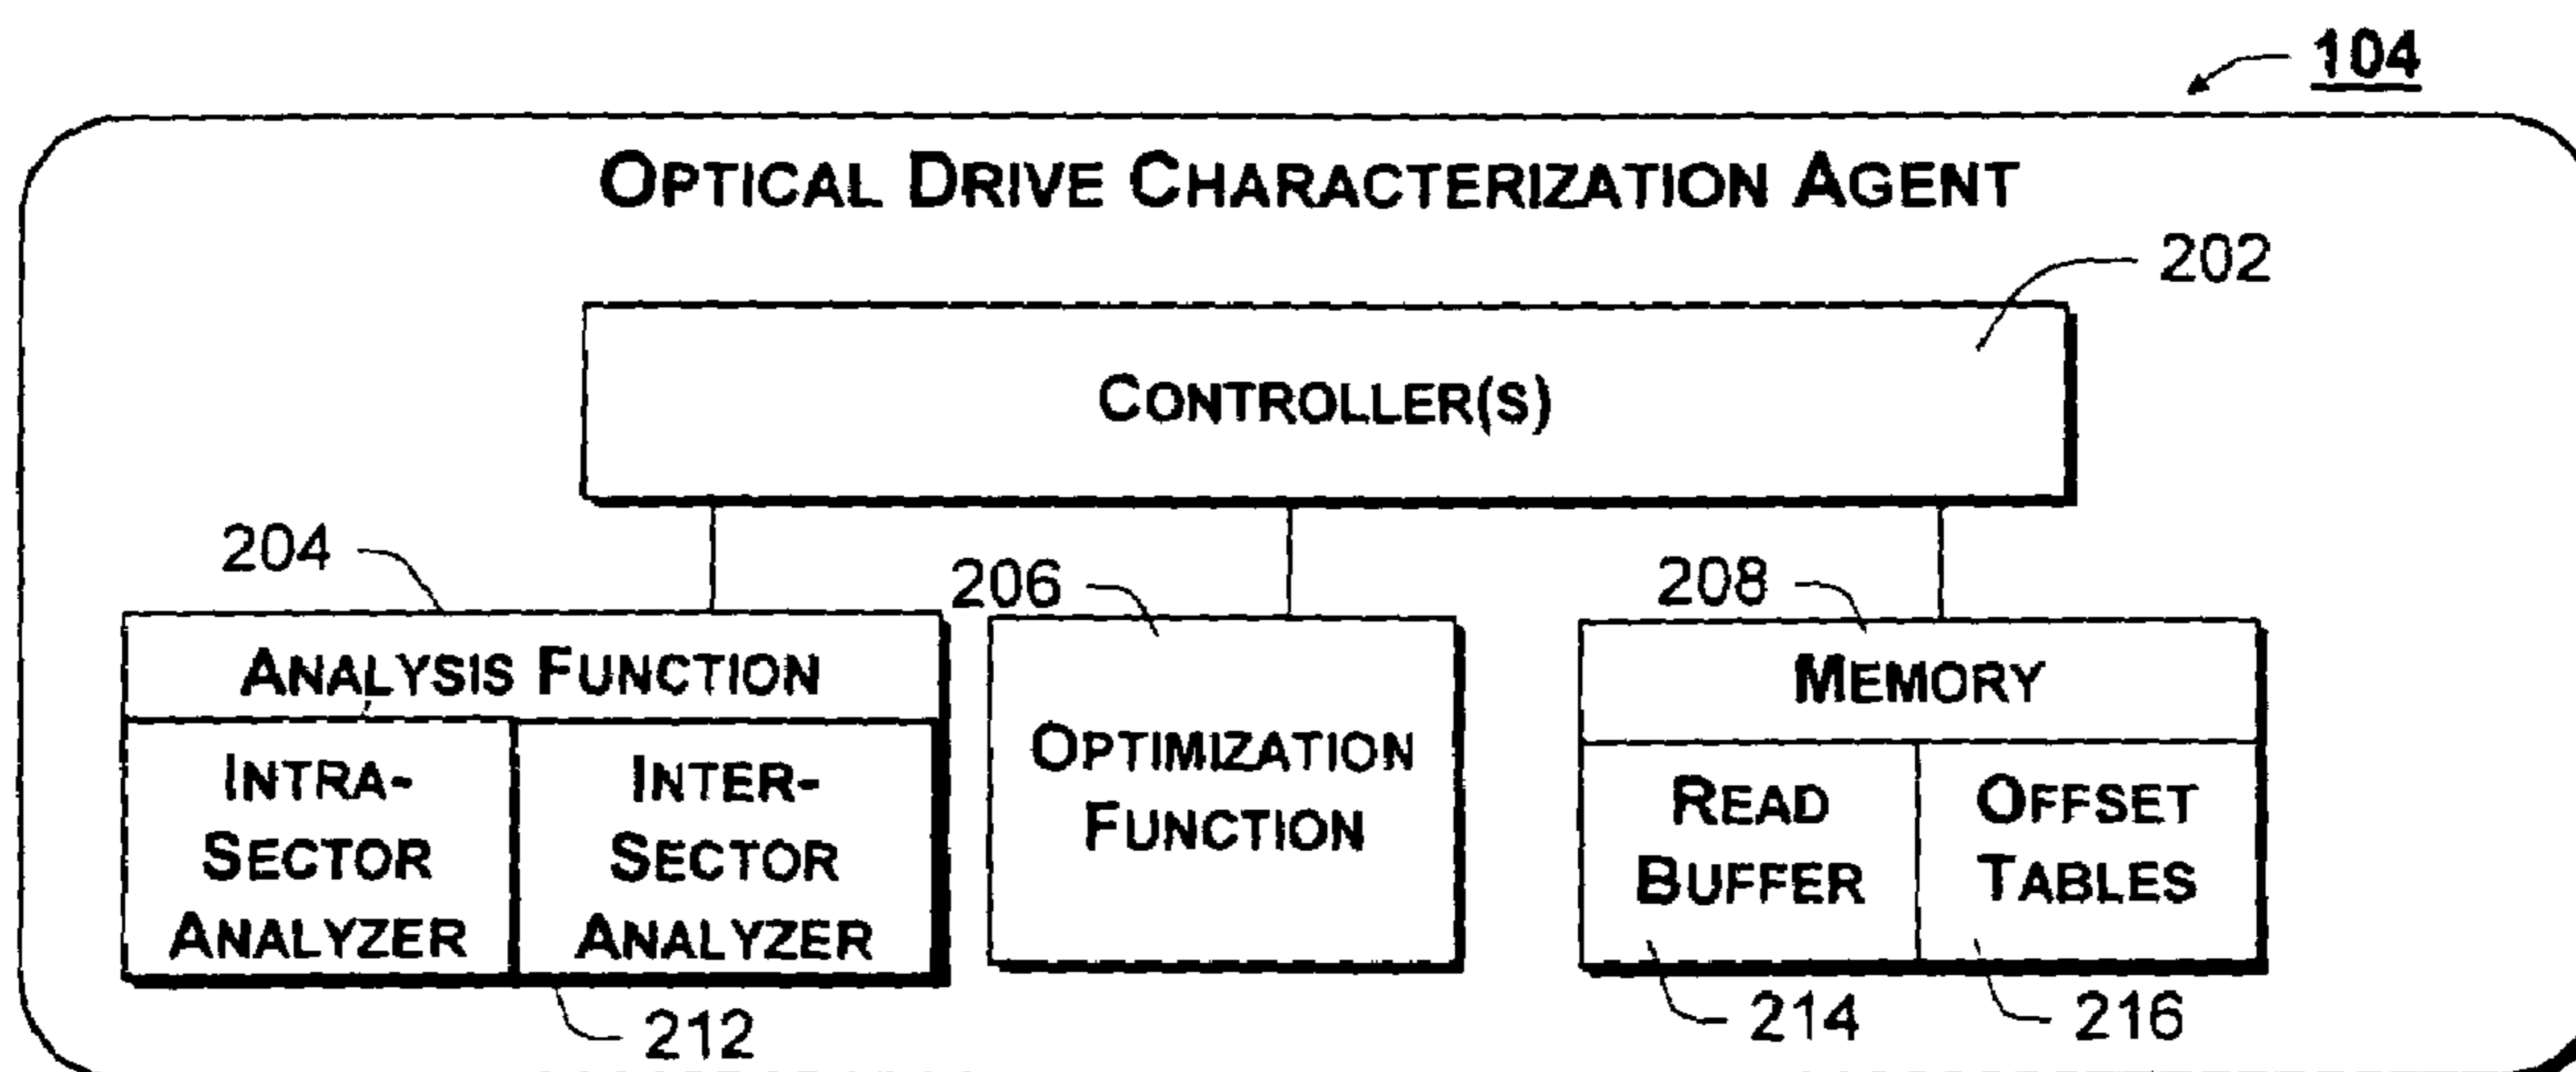 104
OPTICAL DRIVE CHARACTERIZATION AGENT
202
CONTROLLER(S)
204
206
208
ANALYSIS FUNCTION
INTRA-
SECTOR
ANALYZER
INTER-
SECTOR
ANALYZER
OPTIMIZATION
FUNCTION
MEMORY
READ
BUFFER
OFFSET
TABLES
212
214
216